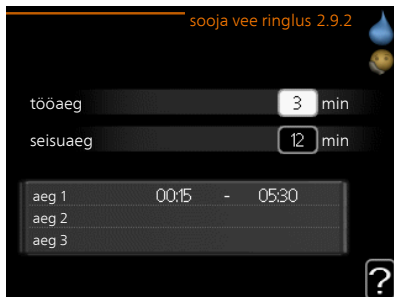 sooja vee ringlus 2.9.2
tööaeg 3 min
seisuaeg 12 min
aeg 1 00:15 - 05:30
aeg 2
aeg 3
?